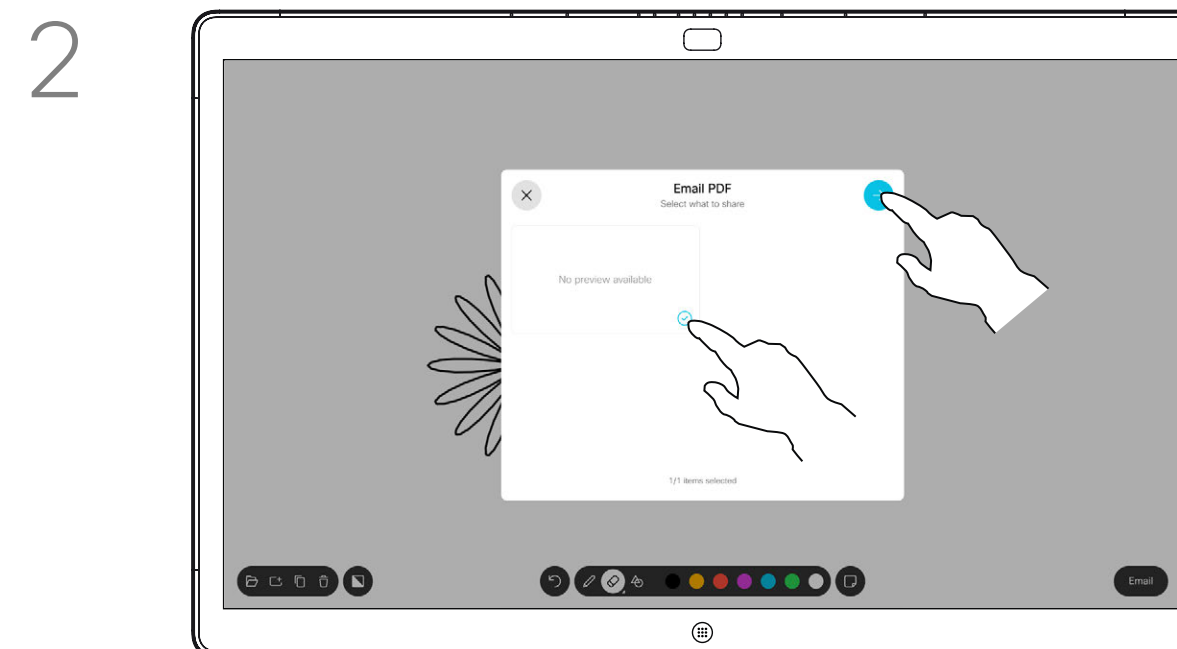 2
Email PDF
Select what to share
No preview available
1/1 items selected
Email